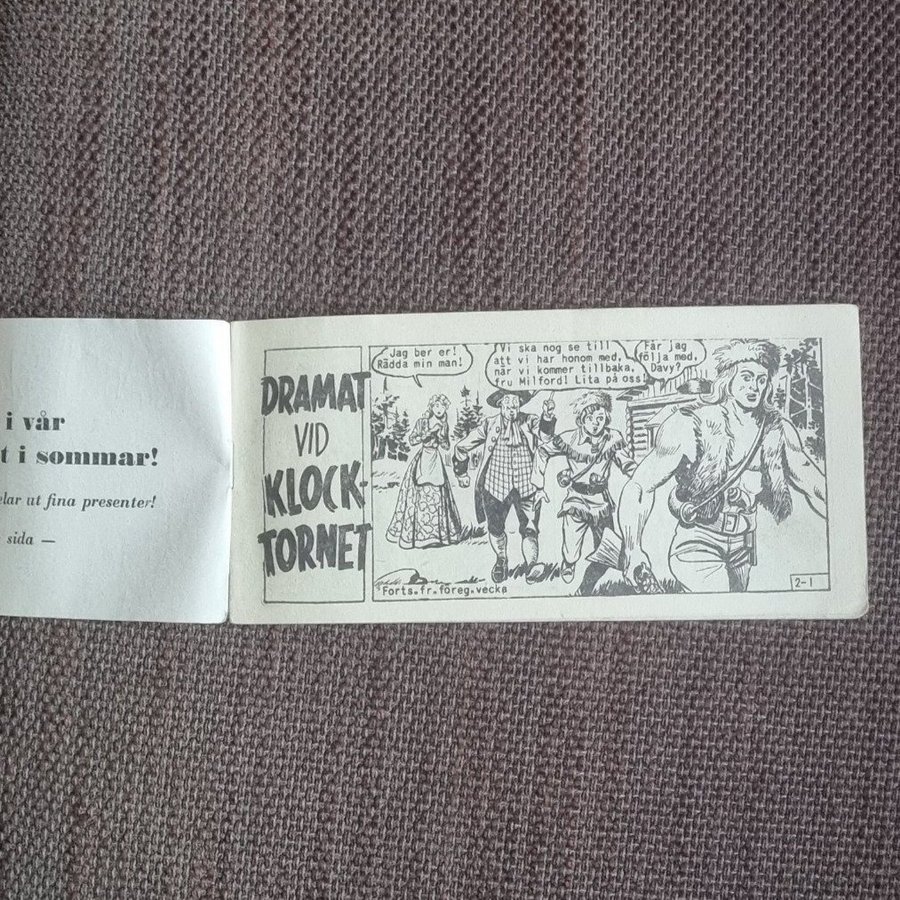 i vår
t i sommar!
elar ut fina presenter!
sida —
DRAMAT
VID
KLOCK-
TORNET
Jag ber er!
Rädda min man!
Vi ska nog se till
att vi har honom med,
när vi kommer tillbaka,
fru Milford! Lita på oss!
Får jag
följa med,
Davy?
Forts.fr.föreg.vecka
2-1